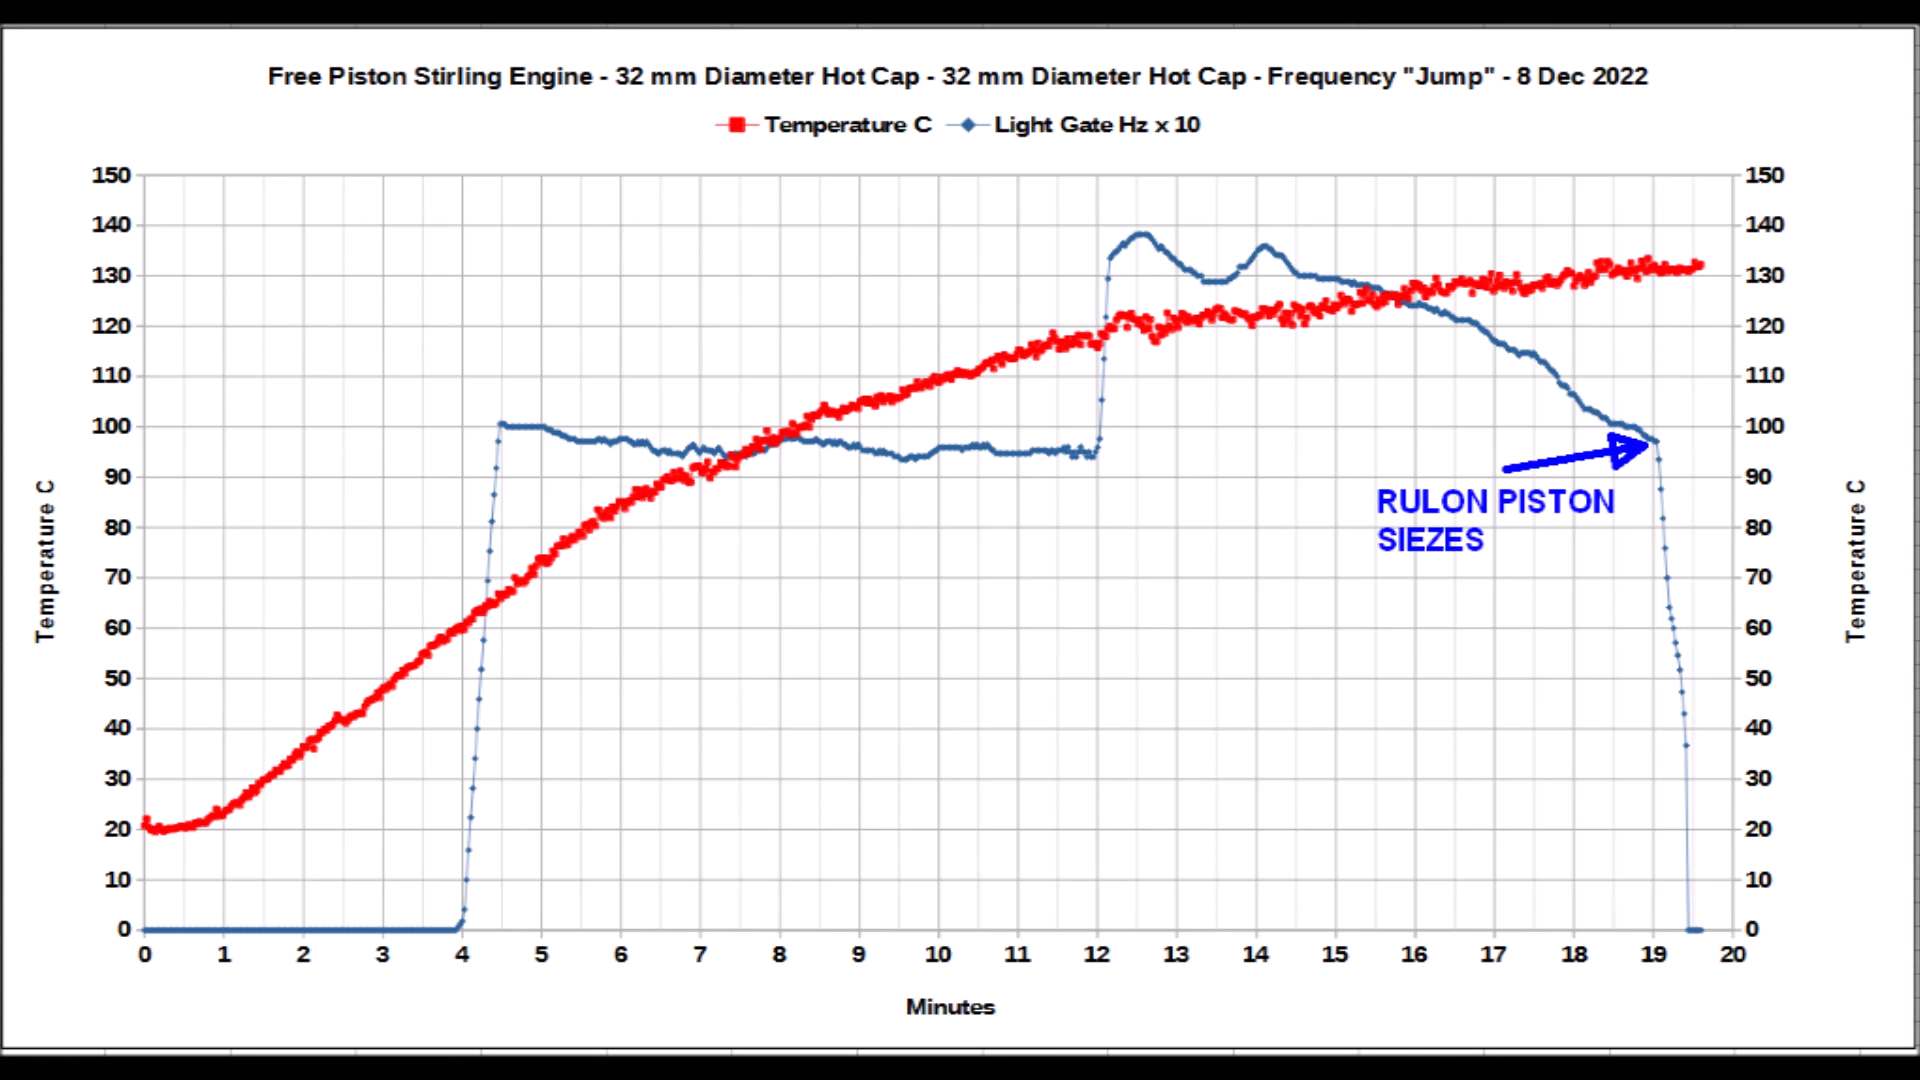 Free Piston Stirling Engine - 32 mm Diameter Hot Cap - 32 mm Diameter Hot Cap - Frequency "Jump" - 8 Dec 2022
Temperature C Light Gate Hz x 10
150 150
140 140
130 130
120 120
110 110
100 100
90 90
80 80
70 70
60 60
50 50
40 40
30 30
20 20
10 10
0 0
Temperature C
Temperature C
RULON PISTON
SIEZES
0 1 2 3 4 5 6 7 8 9 10 11 12 13 14 15 16 17 18 19 20
Minutes